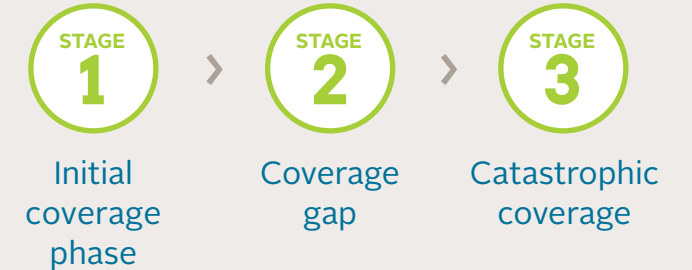 STAGE
1
Initial
coverage
phase
STAGE
2
Coverage
gap
STAGE
3
Catastrophic
coverage